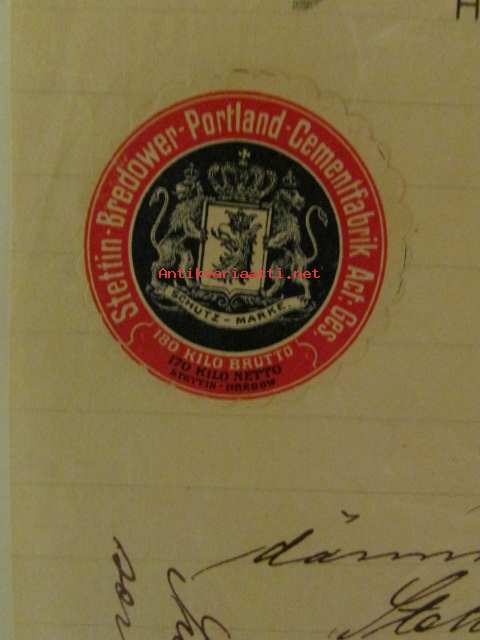 H
Stettin-Bredower-Portland-Cementfabrik Act: Ges.
Antikvariaatti.net
SCHUTZ - MARKE.
180 KILO BRUTTO
170 KILO NETTO
STETTIN - BREDOW